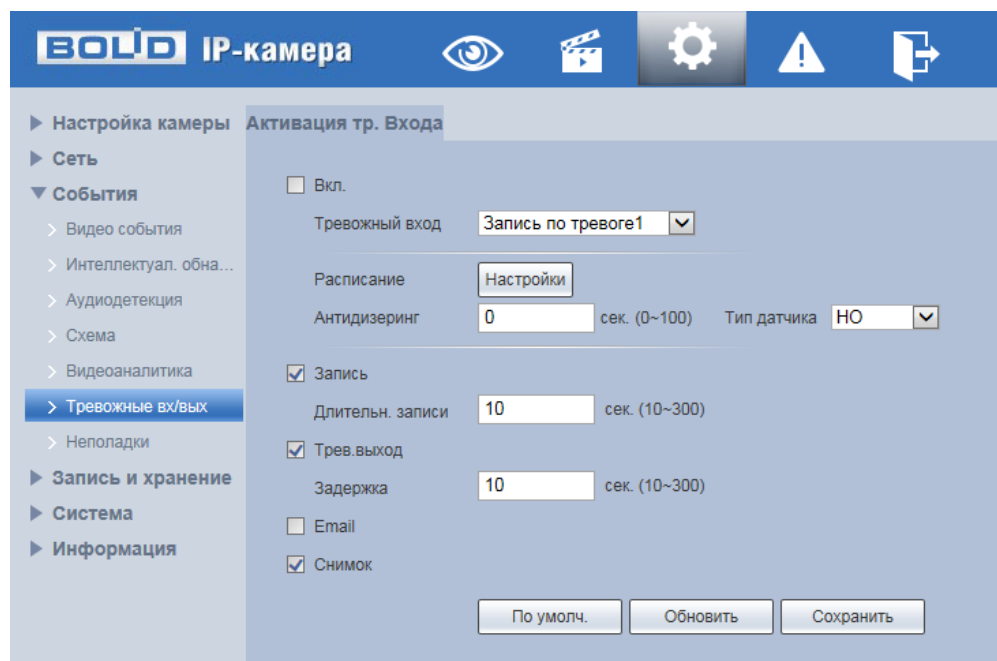 BOLID IP-камера
Настройка камеры
Сеть
События
Видео события
Интеллектуал. обна...
Аудиодетекция
Схема
Видеоаналитика
Тревожные вх/вых
Неполадки
Запись и хранение
Система
Информация
Активация тр. Входа
Вкл.
Тревожный вход Запись по тревоге1
Расписание Настройки
Антидизеринг 0 сек. (0~100) Тип датчика НО
Запись
Длительн. записи 10 сек. (10~300)
Трев.выход
Задержка 10 сек. (10~300)
Email
Снимок
По умолч. Обновить Сохранить